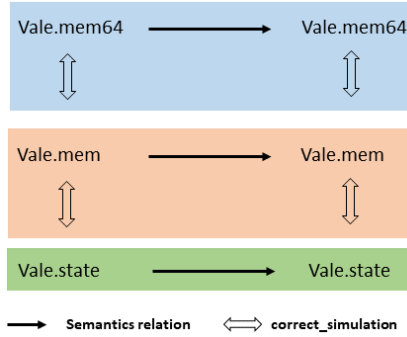 Vale.mem64 Vale.mem64
Vale.mem Vale.mem
Vale.state Vale.state
Semantics relation correct_simulation